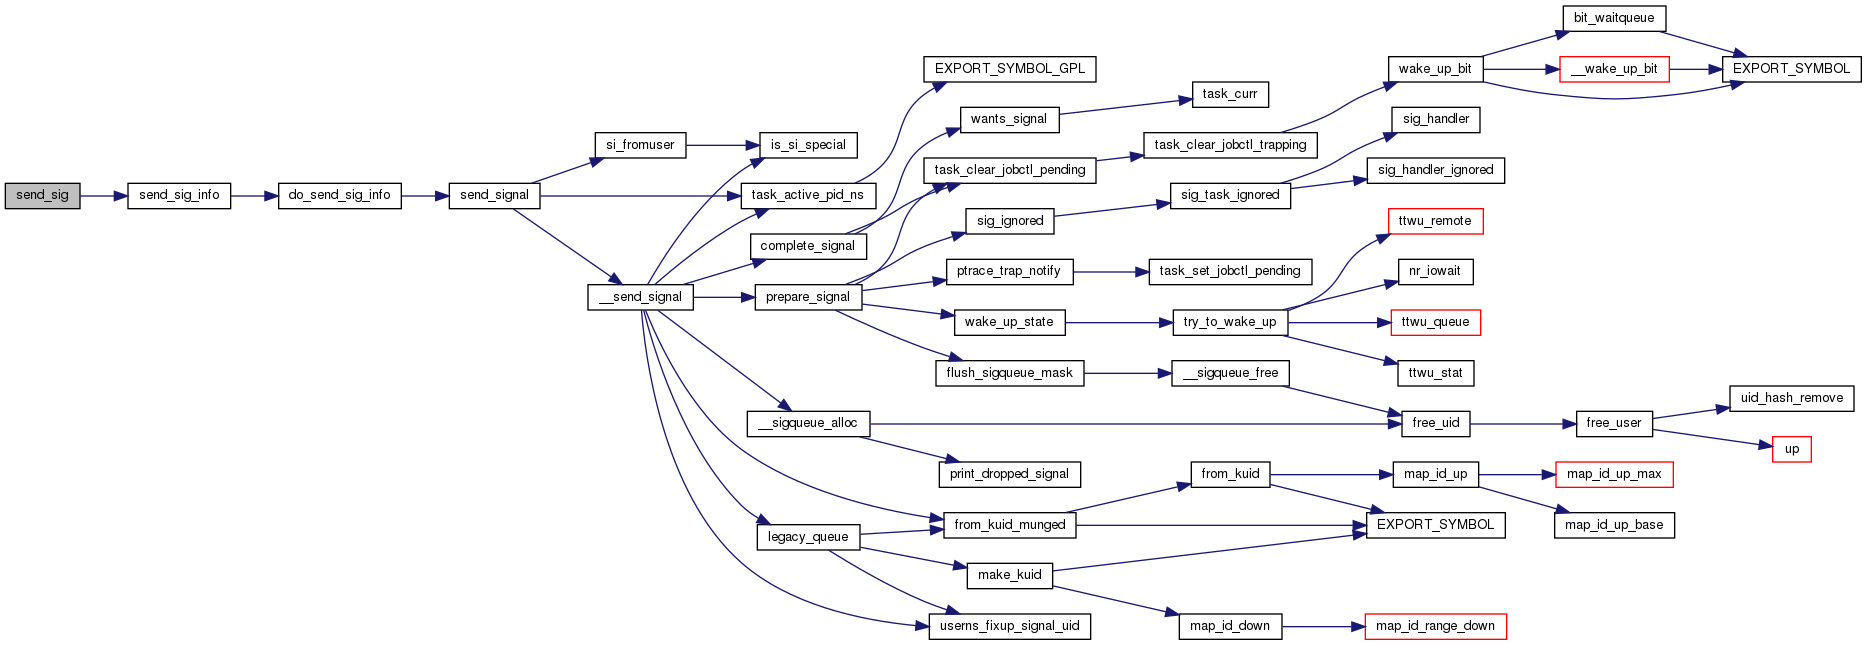 send_sig
send_sig_info
do_send_sig_info
send_signal
si_fromuser
__send_signal
is_si_special
task_active_pid_ns
complete_signal
prepare_signal
__sigqueue_alloc
legacy_queue
EXPORT_SYMBOL_GPL
wants_signal
task_clear_jobctl_pending
sig_ignored
ptrace_trap_notify
wake_up_state
flush_sigqueue_mask
print_dropped_signal
from_kuid_munged
make_kuid
userns_fixup_signal_uid
task_curr
task_clear_jobctl_trapping
sig_task_ignored
task_set_jobctl_pending
try_to_wake_up
__sigqueue_free
from_kuid
map_id_down
wake_up_bit
sig_handler
sig_handler_ignored
ttwu_remote
nr_iowait
ttwu_queue
ttwu_stat
free_uid
map_id_up
EXPORT_SYMBOL
map_id_range_down
bit_waitqueue
__wake_up_bit
free_user
map_id_up_max
map_id_up_base
EXPORT_SYMBOL
uid_hash_remove
up